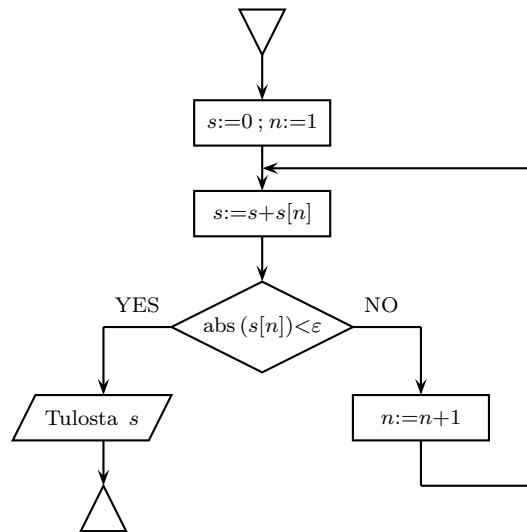 s:=0 ; n:=1
s:=s+s[n]
YES
NO
abs (s[n])<ε
Tulosta s
n:=n+1